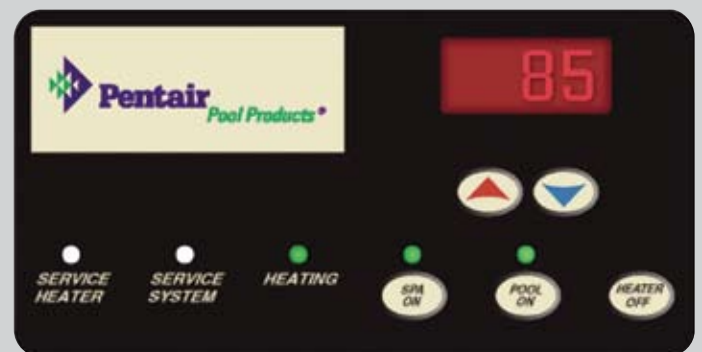 Pentair
Pool Products
85
SERVICE
HEATER
SERVICE
SYSTEM
HEATING
SPA
ON
POOL
ON
HEATER
OFF